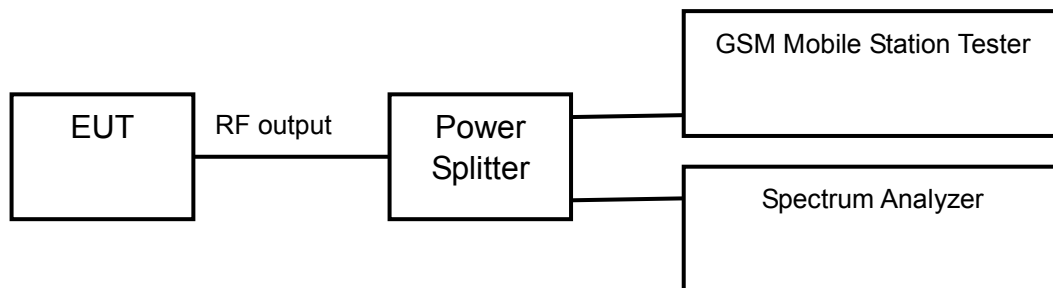 GSM Mobile Station Tester
EUT
RF output
Power
Splitter
Spectrum Analyzer